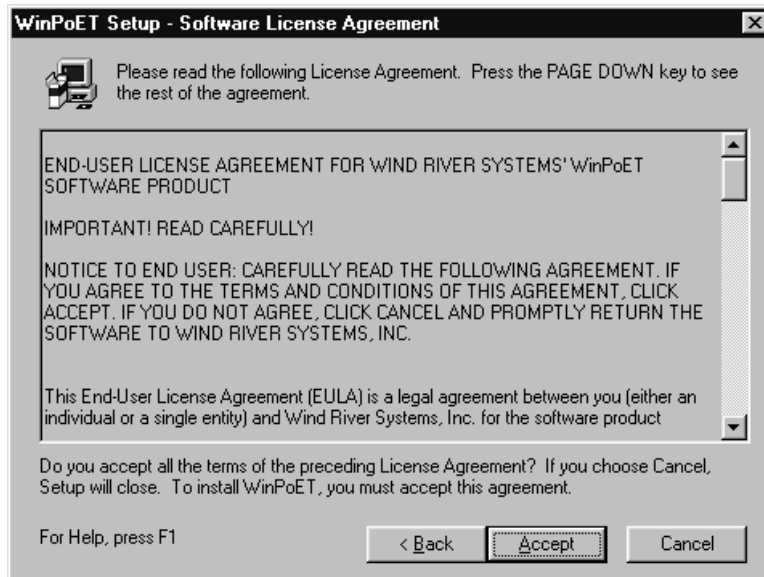 WinPoET Setup - Software License Agreement
Please read the following License Agreement. Press the PAGE DOWN key to see
the rest of the agreement.
END-USER LICENSE AGREEMENT FOR WIND RIVER SYSTEMS' WinPoET
SOFTWARE PRODUCT
IMPORTANT! READ CAREFULLY!
NOTICE TO END USER: CAREFULLY READ THE FOLLOWING AGREEMENT. IF
YOU AGREE TO THE TERMS AND CONDITIONS OF THIS AGREEMENT, CLICK
ACCEPT. IF YOU DO NOT AGREE, CLICK CANCEL AND PROMPTLY RETURN THE
SOFTWARE TO WIND RIVER SYSTEMS, INC.
This End-User License Agreement (EULA) is a legal agreement between you (either an
individual or a single entity) and Wind River Systems, Inc. for the software product
Do you accept all the terms of the preceding License Agreement? If you choose Cancel,
Setup will close. To install WinPoET, you must accept this agreement.
For Help, press F1
< Back
Accept
Cancel